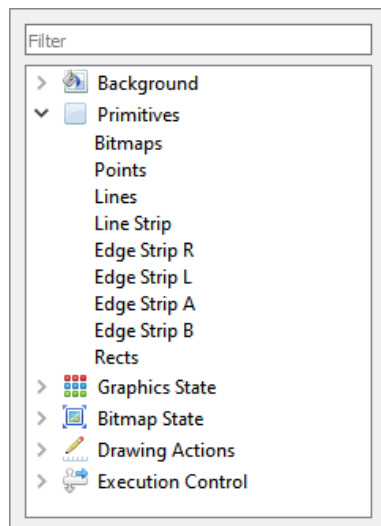 Filter
Background
Primitives
Bitmaps
Points
Lines
Line Strip
Edge Strip R
Edge Strip L
Edge Strip A
Edge Strip B
Rects
Graphics State
Bitmap State
Drawing Actions
Execution Control